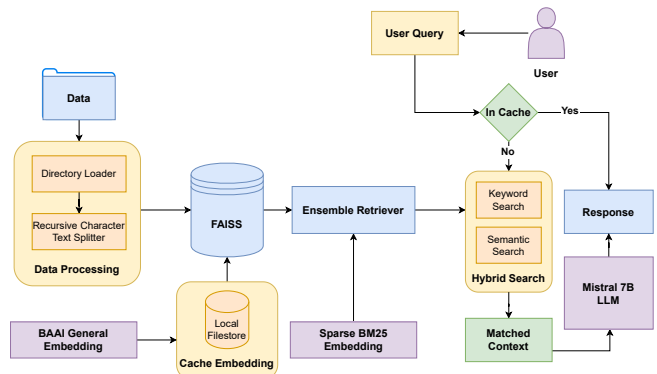 User Query
User
Data
In Cache
Yes
No
Directory Loader
Recursive Character
Text Splitter
Data Processing
FAISS
Ensemble Retriever
Keyword
Search
Semantic
Search
Hybrid Search
Response
Mistral 7B
LLM
BAAI General
Embedding
Local
Filestore
Cache Embedding
Sparse BM25
Embedding
Matched
Context